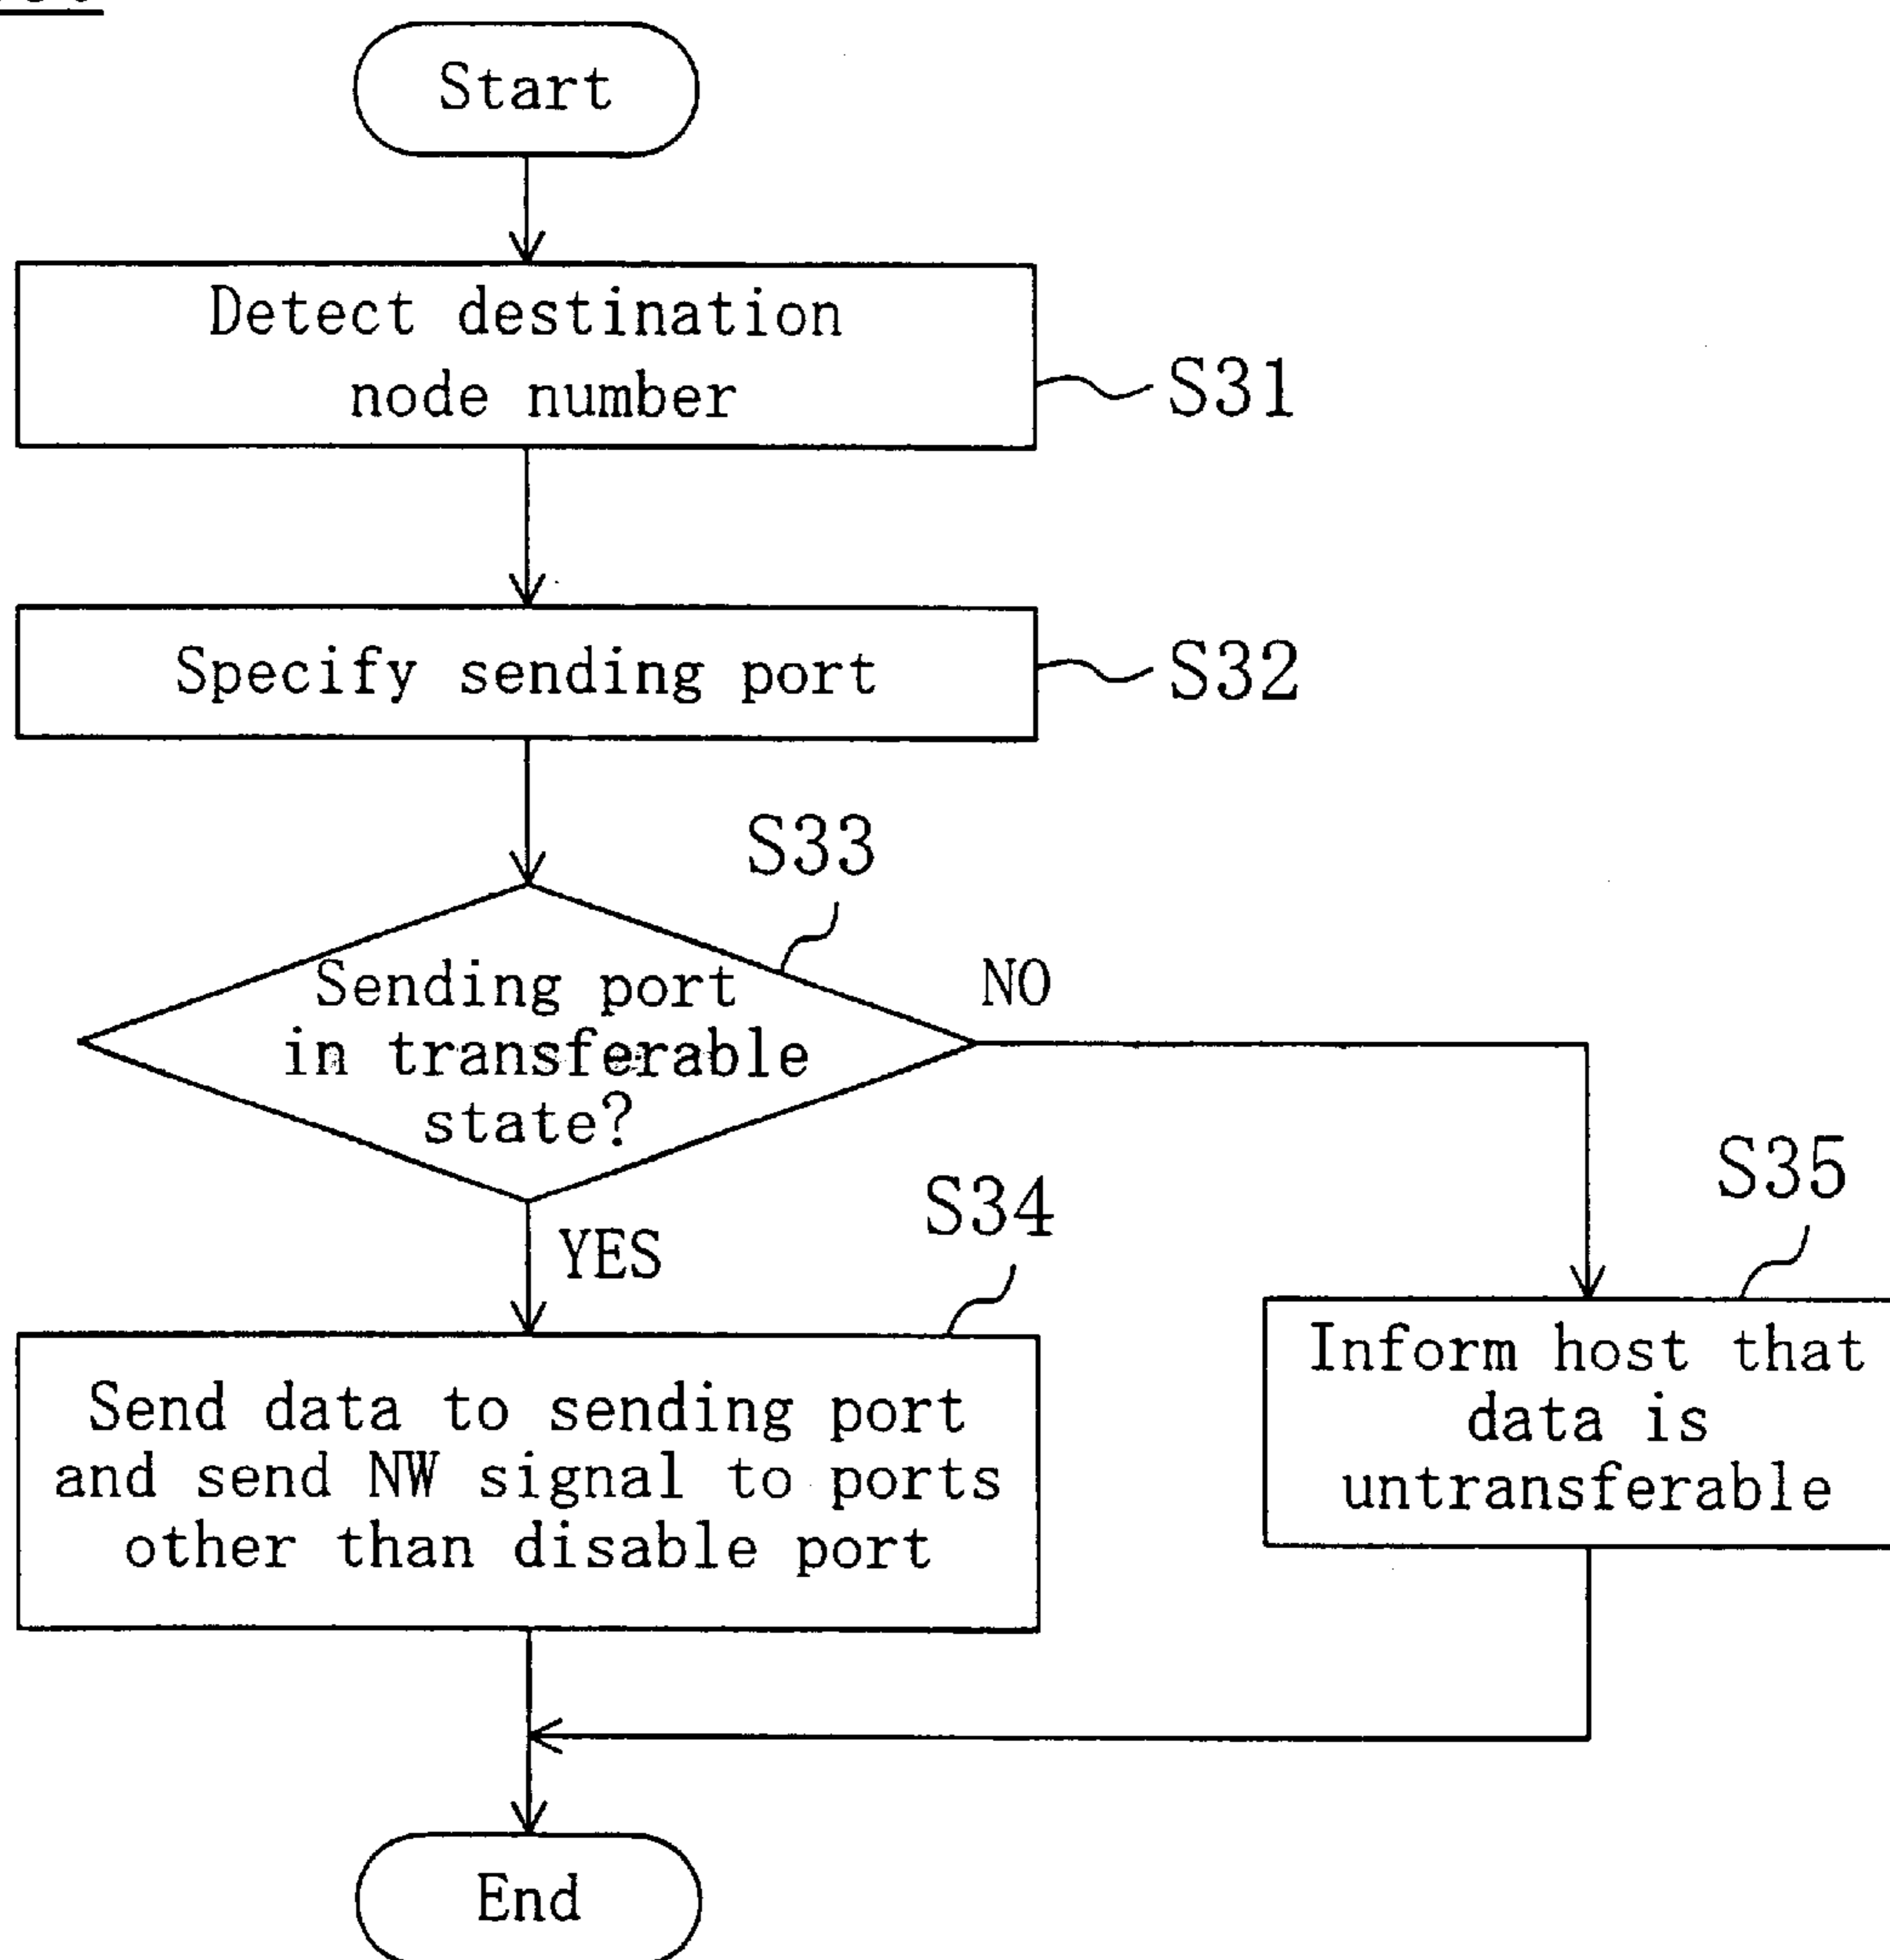 Start
Detect destination
node number
S31
Specify sending port
S32
S33
Sending port
in transferable
state?
NO
YES
S34
Send data to sending port
and send NW signal to ports
other than disable port
S35
Inform host that
data is
untransferable
End